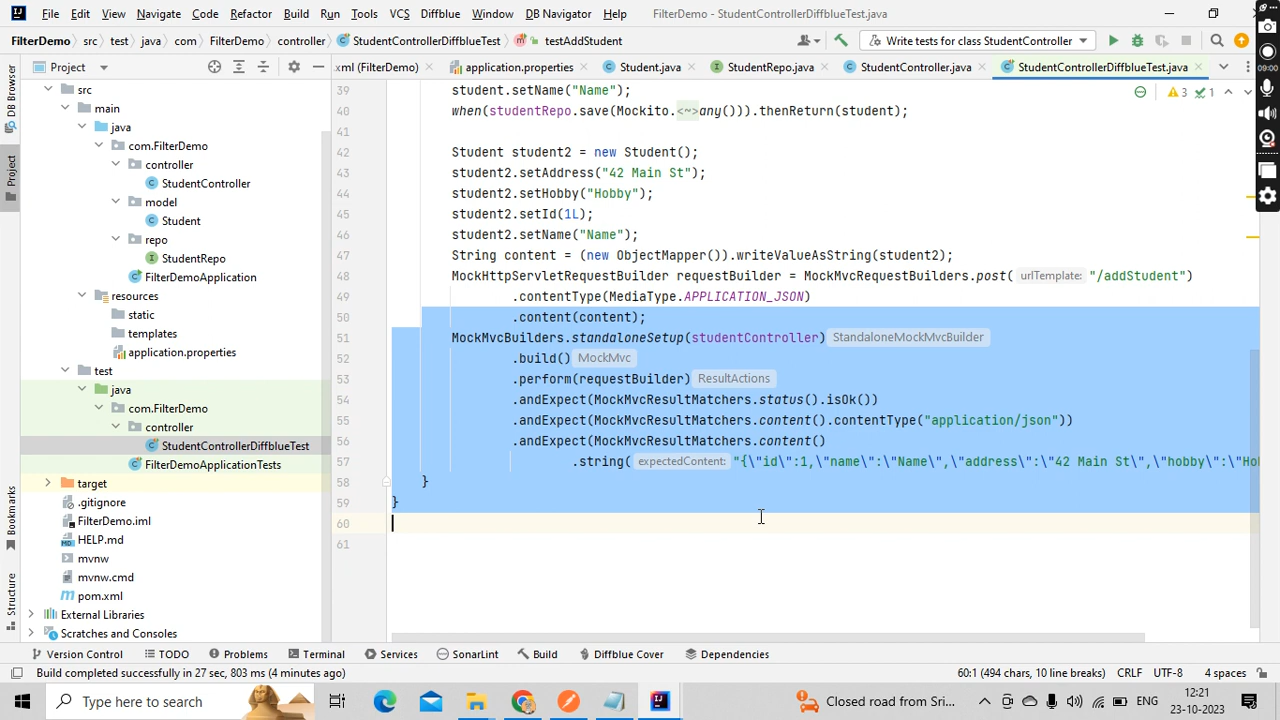 File Edit View Navigate Code Refactor Build Run Tools VCS Diffblue Window DB Navigator Help FilterDemo - StudentControllerDiffblueTest.java
FilterDemo src test java com FilterDemo controller StudentControllerDiffblueTest testAddStudent Write tests for class StudentController
Project xml (FilterDemo) application.properties Student.java StudentRepo.java StudentController.java StudentControllerDiffblueTest.java
09:00
DB Browser
Project
Bookmarks
Structure
src
main
java
com.FilterDemo
controller
StudentController
model
Student
repo
StudentRepo
FilterDemoApplication
resources
static
templates
application.properties
test
java
com.FilterDemo
controller
StudentControllerDiffblueTest
FilterDemoApplicationTests
target
.gitignore
FilterDemo.iml
HELP.md
mvnw
mvnw.cmd
pom.xml
External Libraries
Scratches and Consoles
3 1
39 student.setName("Name");
40 when(studentRepo.save(Mockito.<~>any())).thenReturn(student);
41
42 Student student2 = new Student();
43 student2.setAddress("42 Main St");
44 student2.setHobby("Hobby");
45 student2.setId(1L);
46 student2.setName("Name");
47 String content = (new ObjectMapper()).writeValueAsString(student2);
48 MockHttpServletRequestBuilder requestBuilder = MockMvcRequestBuilders.post( urlTemplate: "/addStudent")
49 .contentType(MediaType.APPLICATION_JSON)
50 .content(content);
51 MockMvcBuilders.standaloneSetup(studentController) StandaloneMockMvcBuilder
52 .build() MockMvc
53 .perform(requestBuilder) ResultActions
54 .andExpect(MockMvcResultMatchers.status().isOk())
55 .andExpect(MockMvcResultMatchers.content().contentType("application/json"))
56 .andExpect(MockMvcResultMatchers.content()
57 .string( expectedContent: "{\"id\":1,\"name\":\"Name\",\"address\":\"42 Main St\",\"hobby\":\"Ho
58 }
59 }
60
61
Version Control TODO Problems Terminal Services SonarLint Build Diffblue Cover Dependencies
Build completed successfully in 27 sec, 803 ms (4 minutes ago) 60:1 (494 chars, 10 line breaks) CRLF UTF-8 4 spaces
Type here to search Closed road from Sri... ENG 12:21
23-10-2023